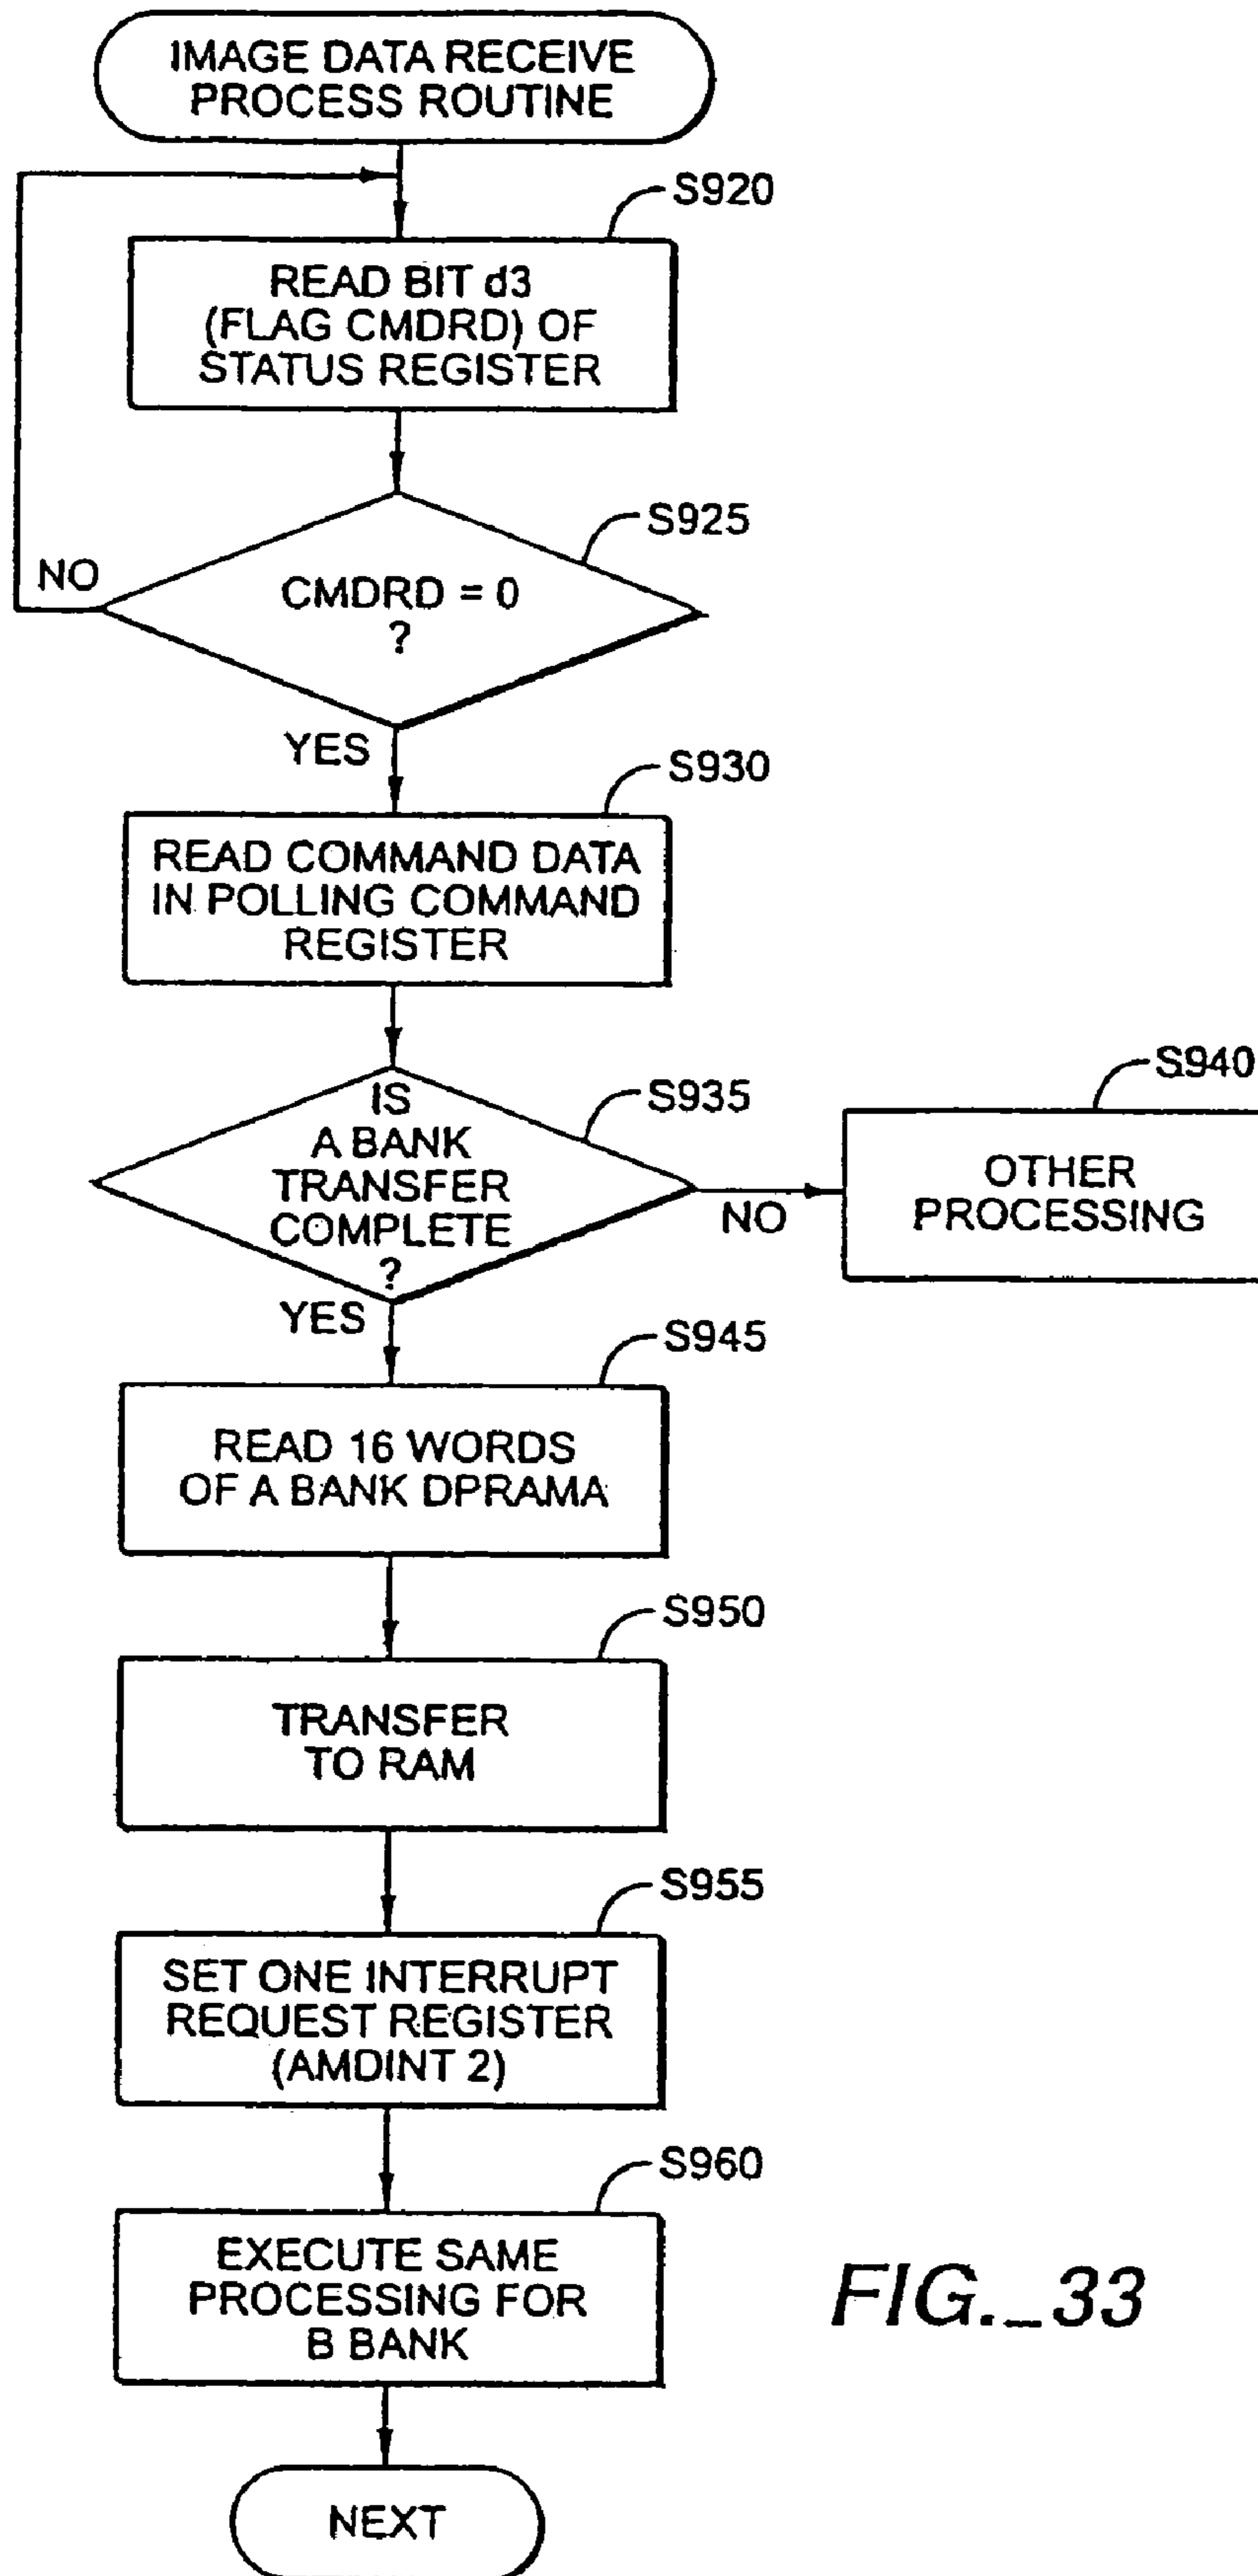 IMAGE DATA RECEIVE
PROCESS ROUTINE
S920
READ BIT d3
(FLAG CMDRD) OF
STATUS REGISTER
S925
NO
CMDRD = 0
?
YES
S930
READ COMMAND DATA
IN POLLING COMMAND
REGISTER
S935
IS
A BANK
TRANSFER
COMPLETE
?
NO
S940
OTHER
PROCESSING
YES
S945
READ 16 WORDS
OF A BANK DPRAMA
S950
TRANSFER
TO RAM
S955
SET ONE INTERRUPT
REQUEST REGISTER
(AMDINT 2)
S960
EXECUTE SAME
PROCESSING FOR
B BANK
FIG._33
NEXT